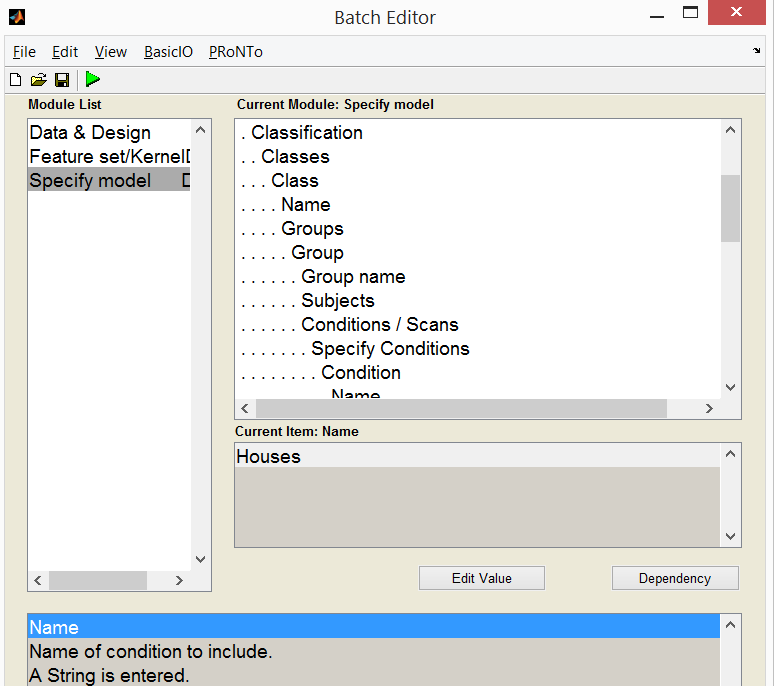 Batch Editor
File Edit View BasicIO PRoNTo
Module List
Data & Design
Feature set/Kernel
Specify model D
Current Module: Specify model
. Classification
. . Classes
. . . Class
. . . . Name
. . . . Groups
. . . . . Group
. . . . . . Group name
. . . . . . Subjects
. . . . . . Conditions / Scans
. . . . . . . Specify Conditions
. . . . . . . . Condition
Name
Current Item: Name
Houses
Edit Value Dependency
Name
Name of condition to include.
A String is entered.